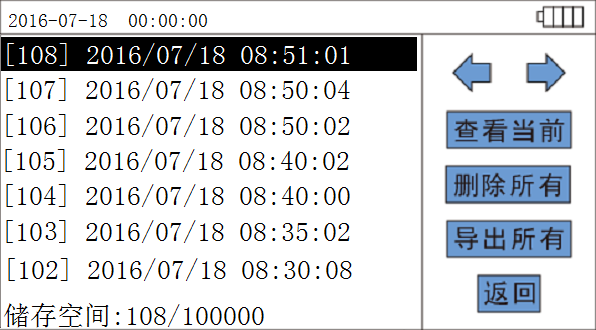 2016-07-18 00:00:00
[108] 2016/07/18 08:51:01
[107] 2016/07/18 08:50:04
[106] 2016/07/18 08:50:02
[105] 2016/07/18 08:40:02
[104] 2016/07/18 08:40:00
[103] 2016/07/18 08:35:02
[102] 2016/07/18 08:30:08
储存空间:108/100000
查看当前
删除所有
导出所有
返回